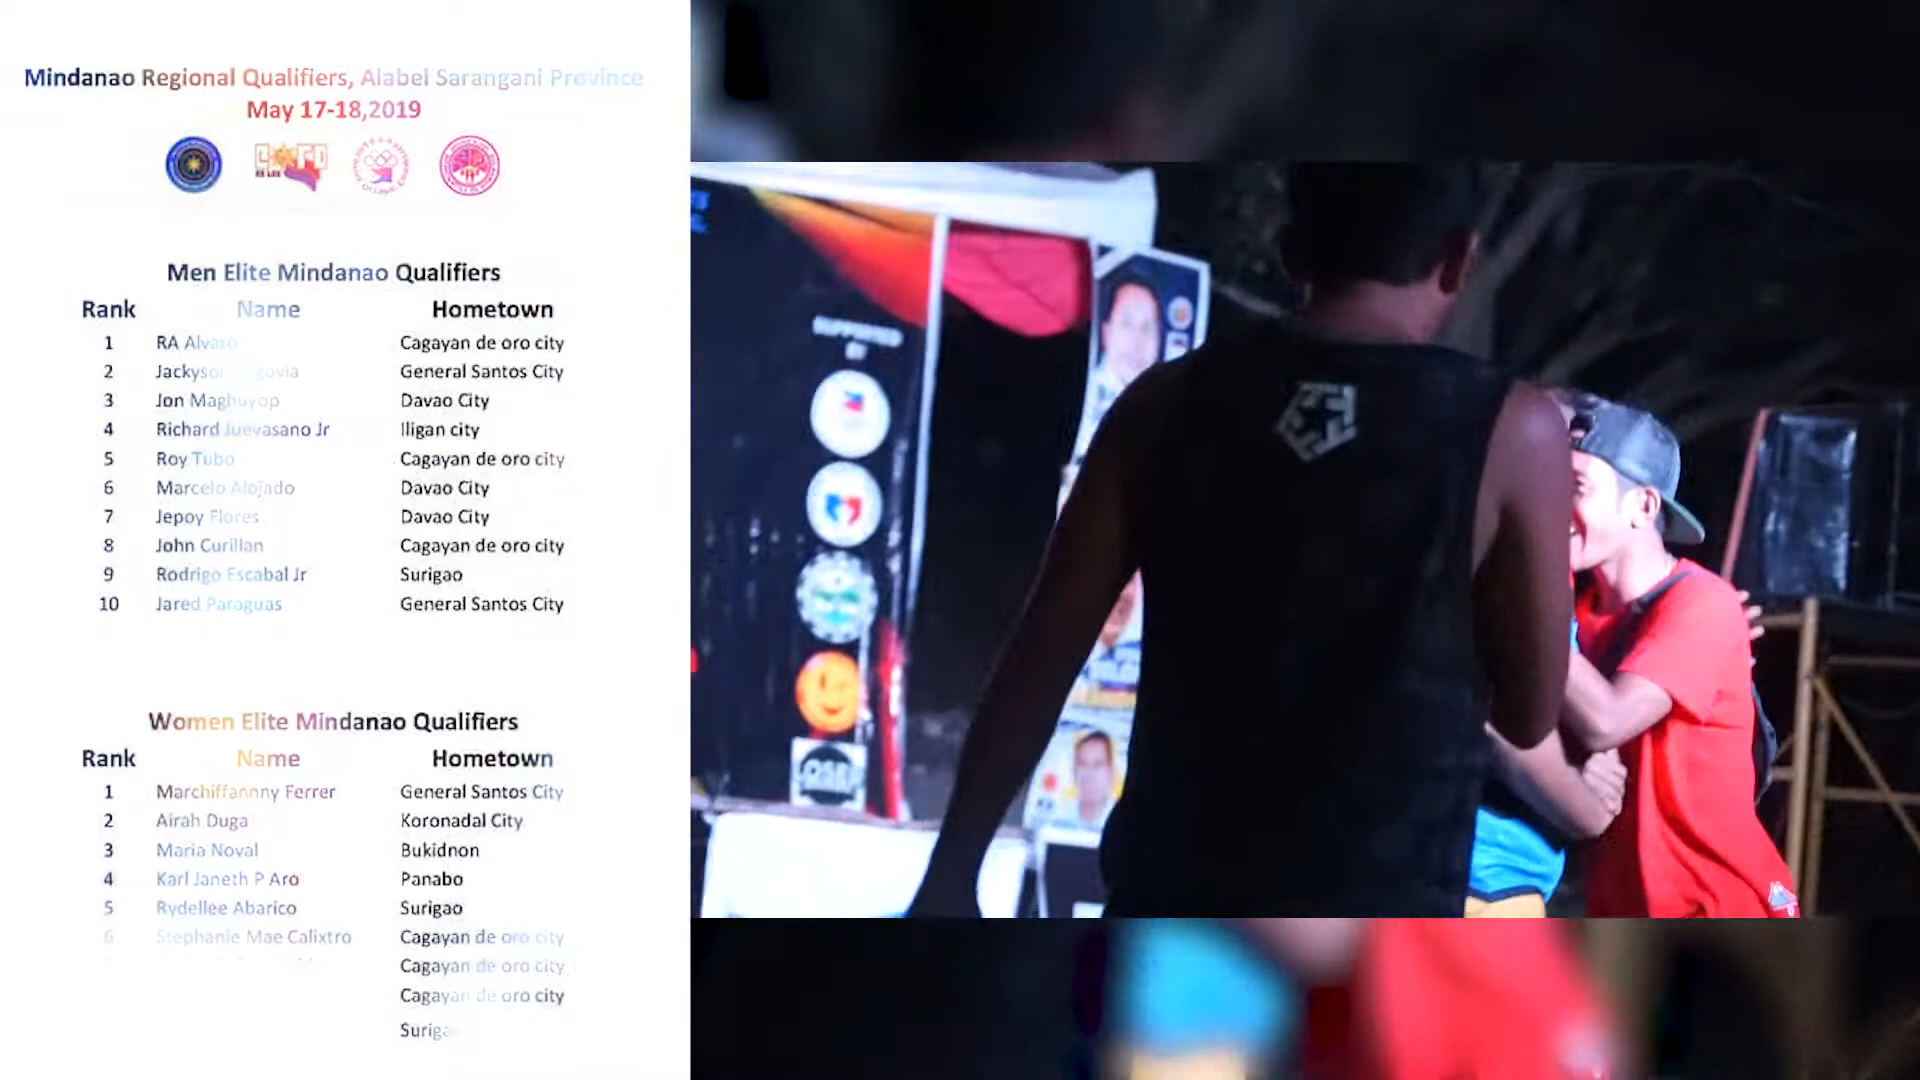 Mindanao Regional Qualifiers, Alabel Sarangani Province
May 17-18,2019
Men Elite Mindanao Qualifiers
Rank Name Hometown
1 RA Alvaro Cagayan de oro city
2 General Santos City
3 Jon Maghuyop Davao City
4 Richard Juevasano Jr Iligan city
5 Roy Tubo Cagayan de oro city
6 Marcelo Alojado Davao City
7 Jepoy Flores Davao City
8 John Curillan Cagayan de oro city
9 Rodrigo Escabal Jr Surigao
10 Jared Paraguas General Santos City
Women Elite Mindanao Qualifiers
Rank Name Hometown
1 Marchiffannny Ferrer General Santos City
2 Airah Duga Koronadal City
3 Maria Noval Bukidnon
4 Karl Janeth P Aro Panabo
5 Rydellee Abarico Surigao
6 Stephanie Mae Calixtro Cagayan de oro city
Cagayan de oro city
Cagayan de oro city
SUPPORTED
BY